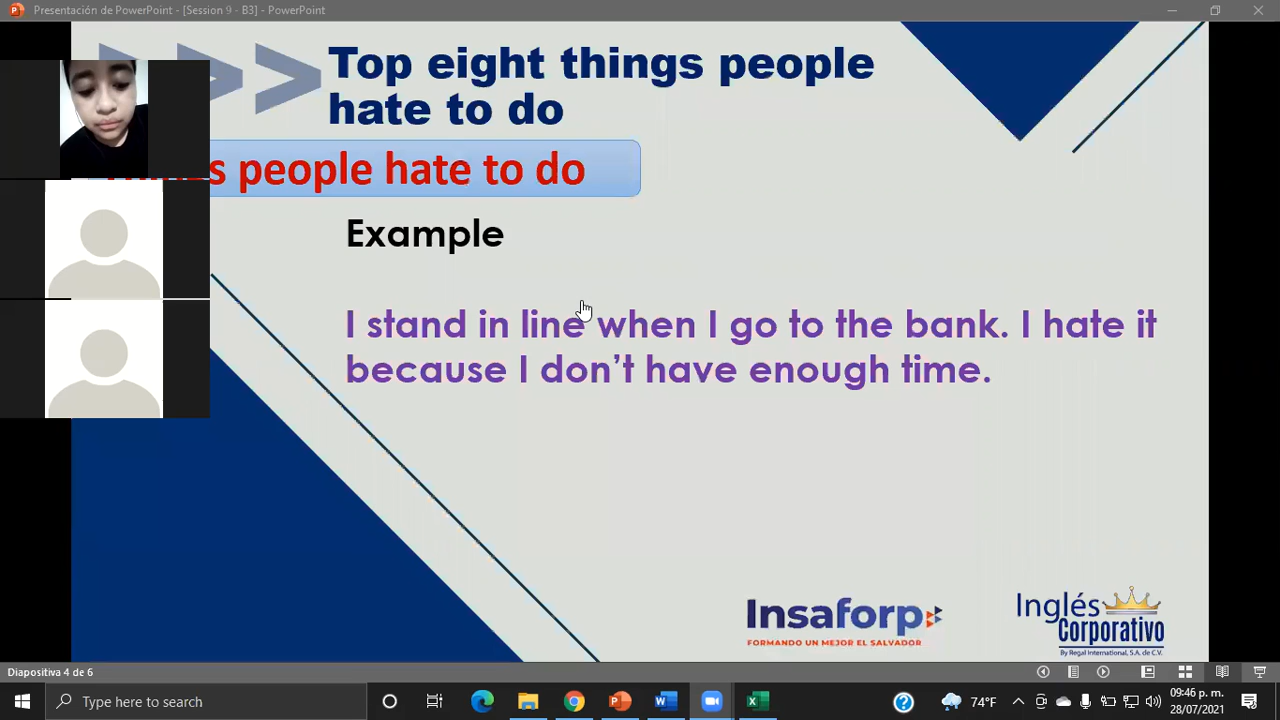 Presentación de PowerPoint - [Session 9 - B3] - PowerPoint
Top eight things people
hate to do
people hate to do
Example
I stand in line when I go to the bank. I hate it
because I don't have enough time.
Insaforp
FORMANDO UN MEJOR EL SALVADOR
Inglés
Corporativo
By Regal International, S.A. de C.V.
Diapositiva 4 de 6
Type here to search
74°F
09:46 p. m.
28/07/2021